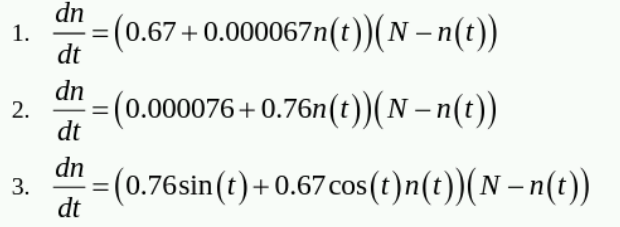 1. dn/dt = (0.67 + 0.000067n(t))(N − n(t))
2. dn/dt = (0.000076 + 0.76n(t))(N − n(t))
3. dn/dt = (0.76sin(t) + 0.67cos(t)n(t))(N − n(t))